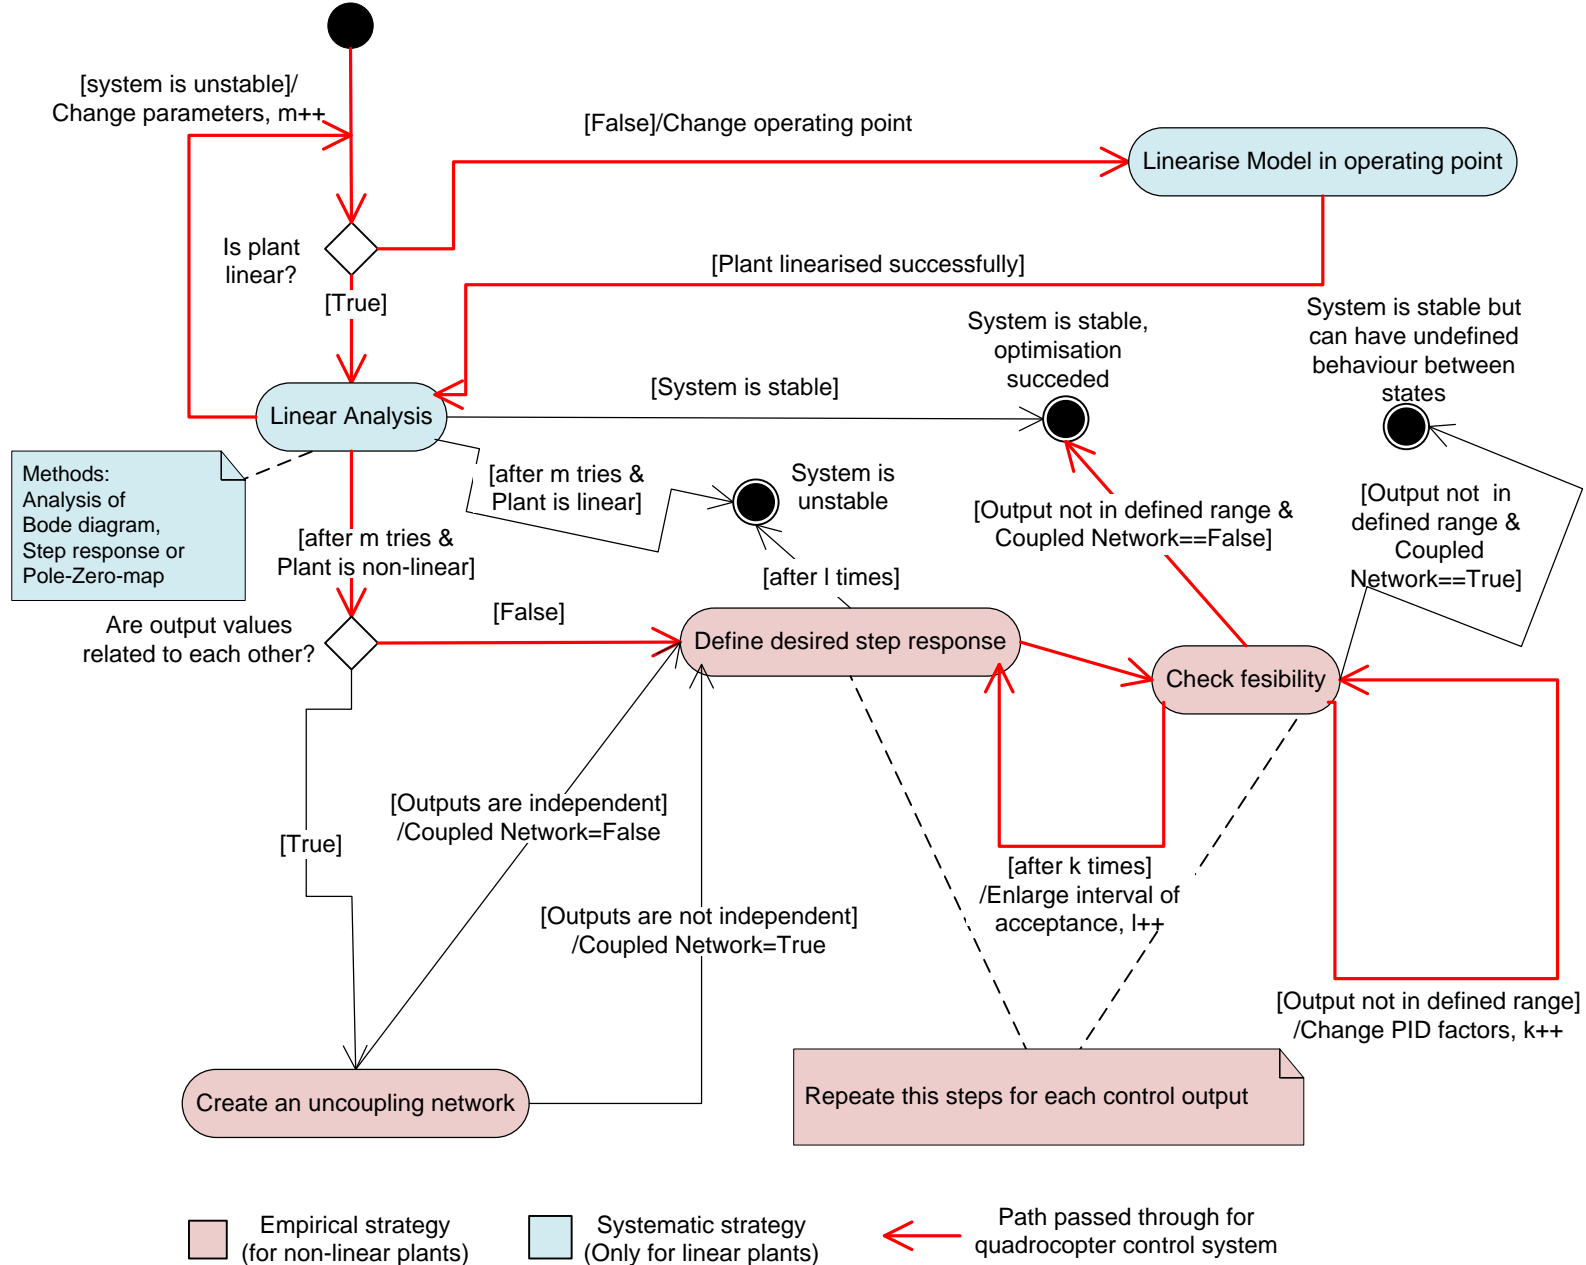 [system is unstable]/
Change parameters, m++
[False]/Change operating point
Linearise Model in operating point
Is plant
linear?
[Plant linearised successfully]
[True]
System is stable,
optimisation
succeded
System is stable but
can have undefined
behaviour between
states
[System is stable]
Linear Analysis
Methods:
Analysis of
Bode diagram,
Step response or
Pole-Zero-map
[after m tries &
Plant is linear]
System is
unstable
[Output not in defined range &
Coupled Network==False]
[Output not  in
defined range &
Coupled
Network==True]
[after m tries &
Plant is non-linear]
[after l times]
Are output values
related to each other?
[False]
Define desired step response
Check fesibility
[Outputs are independent]
/Coupled Network=False
[True]
[after k times]
/Enlarge interval of
acceptance, l++
[Outputs are not independent]
/Coupled Network=True
[Output not in defined range]
/Change PID factors, k++
Create an uncoupling network
Repeate this steps for each control output
Empirical strategy
(for non-linear plants)
Systematic strategy
(Only for linear plants)
Path passed through for
quadrocopter control system